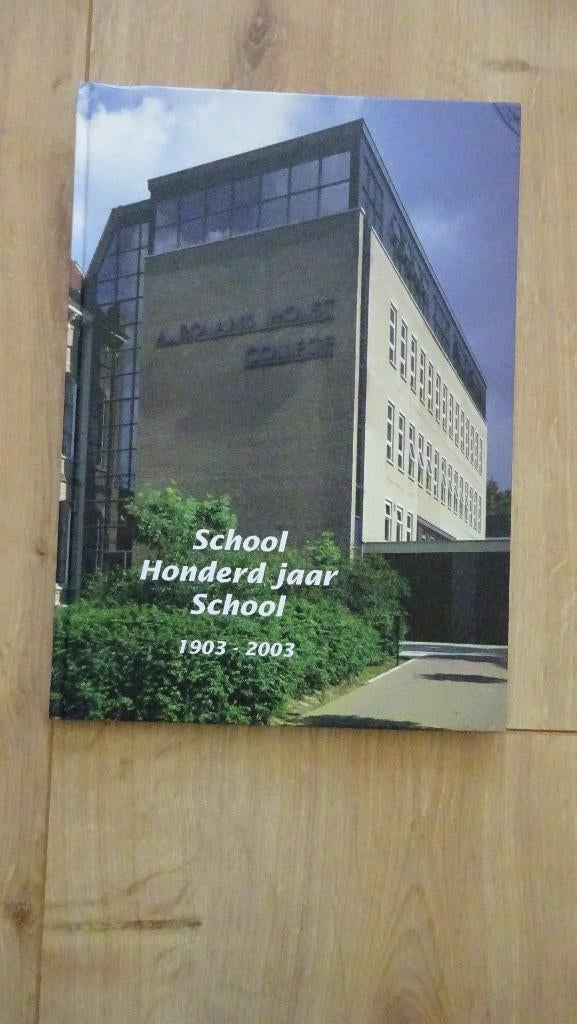 A. ROLAND HOLST
COLLEGE
School
Honderd jaar
School
1903 - 2003